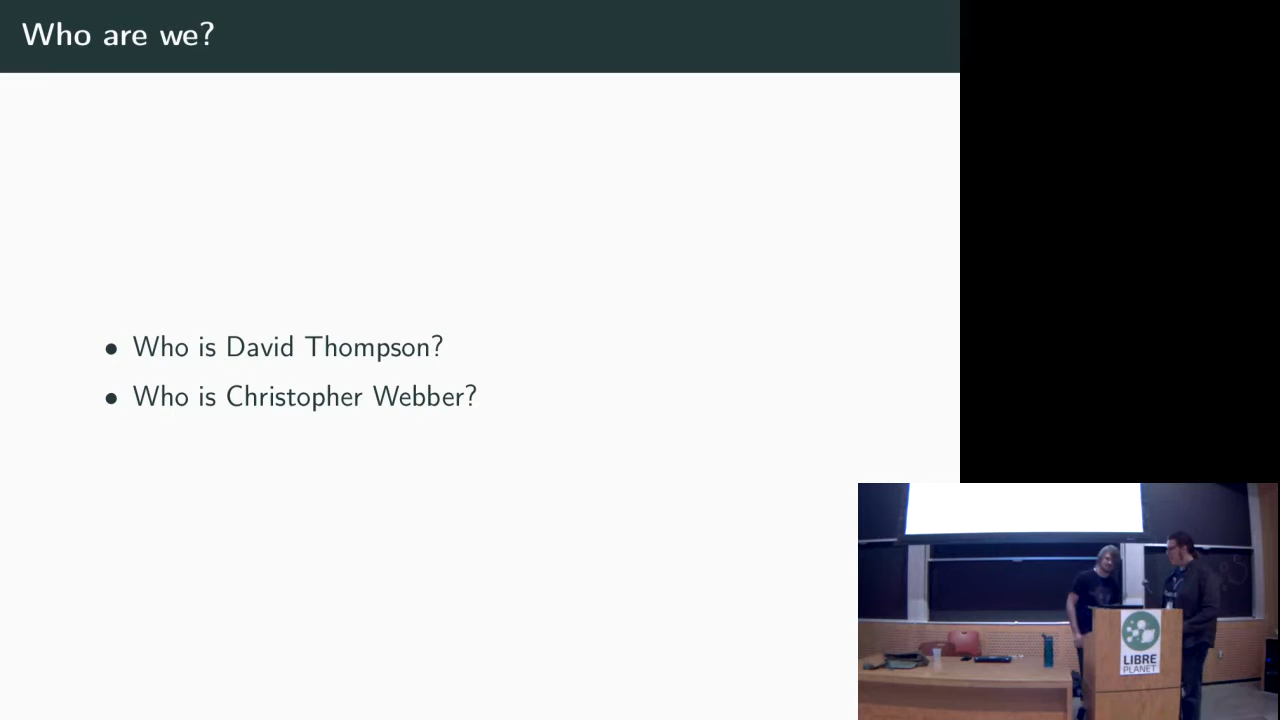 Who are we?
• Who is David Thompson?
• Who is Christopher Webber?
LIBRE
PLANET